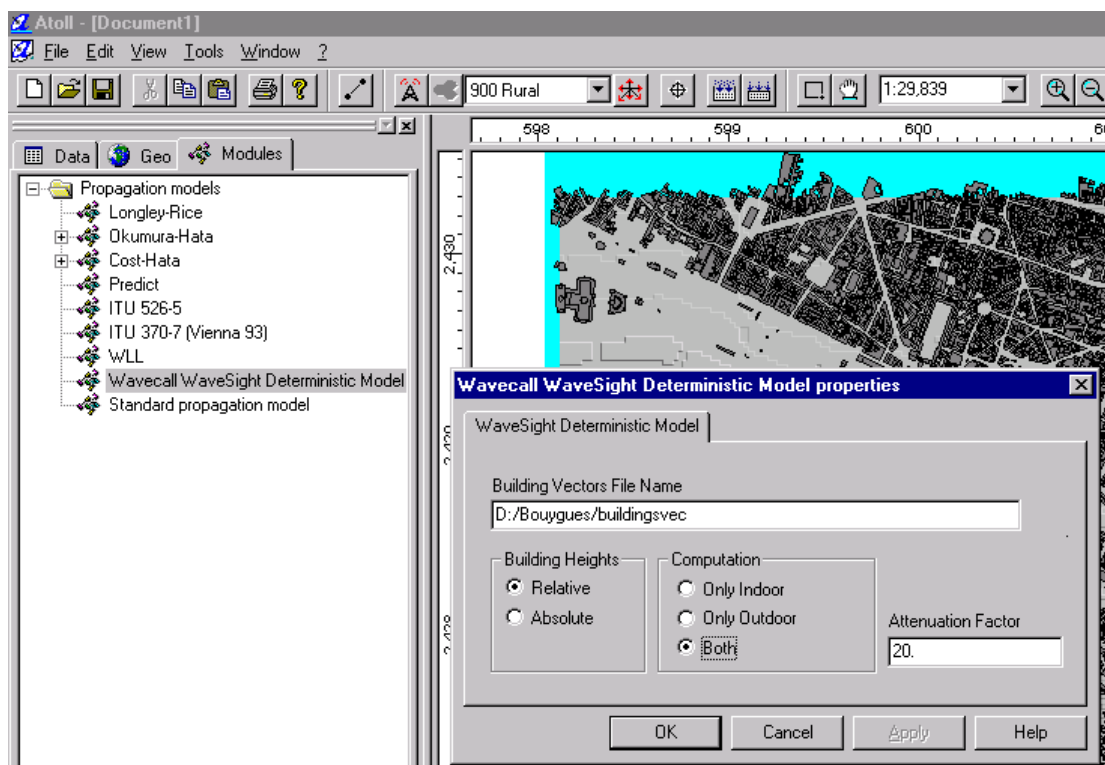 Atoll - [Document1]
File Edit View Tools Window ?
900 Rural 1:29,839
Data Geo Modules
598 599 600
Propagation models
Longley-Rice
Okumura-Hata
Cost-Hata
Predict
ITU 526-5
ITU 370-7 (Vienna 93)
WLL
Wavecall WaveSight Deterministic Model
Standard propagation model
2,430
Wavecall WaveSight Deterministic Model properties
WaveSight Deterministic Model
Building Vectors File Name
D:/Bouygues/buildingsvec
Building Heights
Relative
Absolute
Computation
Only Indoor
Only Outdoor
Both
Attenuation Factor
20.
OK Cancel Apply Help